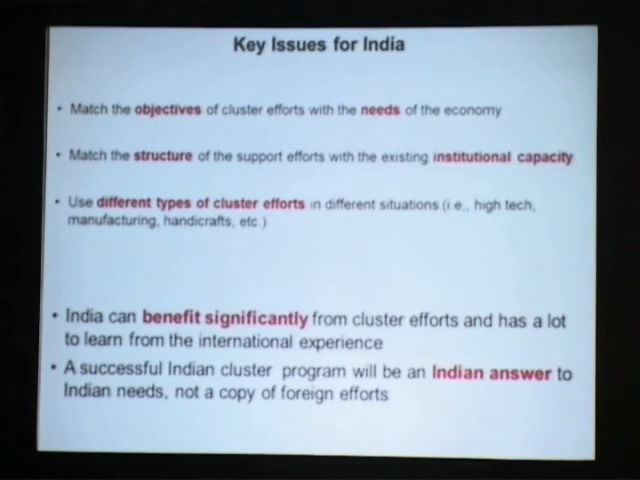 Key Issues for India
• Match the objectives of cluster efforts with the needs of the economy
• Match the structure of the support efforts with the existing institutional capacity
• Use different types of cluster efforts in different situations (i.e., high tech,
manufacturing, handicrafts, etc.)
• India can benefit significantly from cluster efforts and has a lot
to learn from the international experience
• A successful Indian cluster program will be an Indian answer to
Indian needs, not a copy of foreign efforts